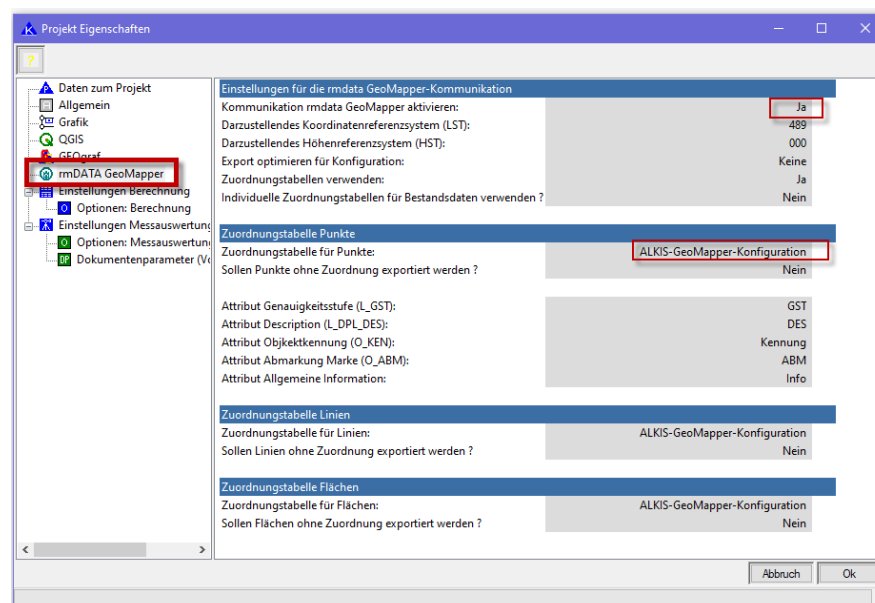 Projekt Eigenschaften
?
Daten zum Projekt
Allgemein
Grafik
QGIS
GEOgraf
rmDATA GeoMapper
Einstellungen Berechnung
Optionen: Berechnung
Einstellungen Messauswertung
Optionen: Messauswertung
Dokumentenparameter (Vo
Einstellungen für die rmdata GeoMapper-Kommunikation
Kommunikation rmdata GeoMapper aktivieren: Ja
Darzustellendes Koordinatenreferenzsystem (LST): 489
Darzustellendes Höhenreferenzsystem (HST): 000
Export optimieren für Konfiguration: Keine
Zuordnungstabellen verwenden: Ja
Individuelle Zuordnungstabellen für Bestandsdaten verwenden ? Nein
Zuordnungstabelle Punkte
Zuordnungstabelle für Punkte: ALKIS-GeoMapper-Konfiguration
Sollen Punkte ohne Zuordnung exportiert werden ? Nein
Attribut Genauigkeitsstufe (L_GST): GST
Attribut Description (L_DPL_DES): DES
Attribut Objkektkennung (O_KEN): Kennung
Attribut Abmarkung Marke (O_ABM): ABM
Attribut Allgemeine Information: Info
Zuordnungstabelle Linien
Zuordnungstabelle für Linien: ALKIS-GeoMapper-Konfiguration
Sollen Linien ohne Zuordnung exportiert werden ? Nein
Zuordnungstabelle Flächen
Zuordnungstabelle für Flächen: ALKIS-GeoMapper-Konfiguration
Sollen Flächen ohne Zuordnung exportiert werden ? Nein
Abbruch Ok